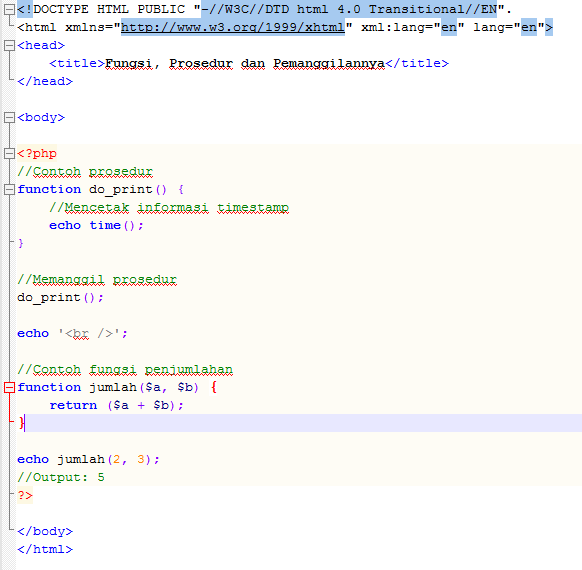 <!DOCTYPE HTML PUBLIC "-//W3C//DTD html 4.0 Transitional//EN".
<html xmlns="http://www.w3.org/1999/xhtml" xml:lang="en" lang="en">
<head>
    <title>Fungsi, Prosedur dan Pemanggilannya</title>
</head>
<body>
<?php
//Contoh prosedur
function do_print() {
    //Mencetak informasi timestamp
    echo time();
}
//Memanggil prosedur
do_print();
echo '<br />';
//Contoh fungsi penjumlahan
function jumlah($a, $b) {
    return ($a + $b);
}
echo jumlah(2, 3);
//Output: 5
?>
</body>
</html>